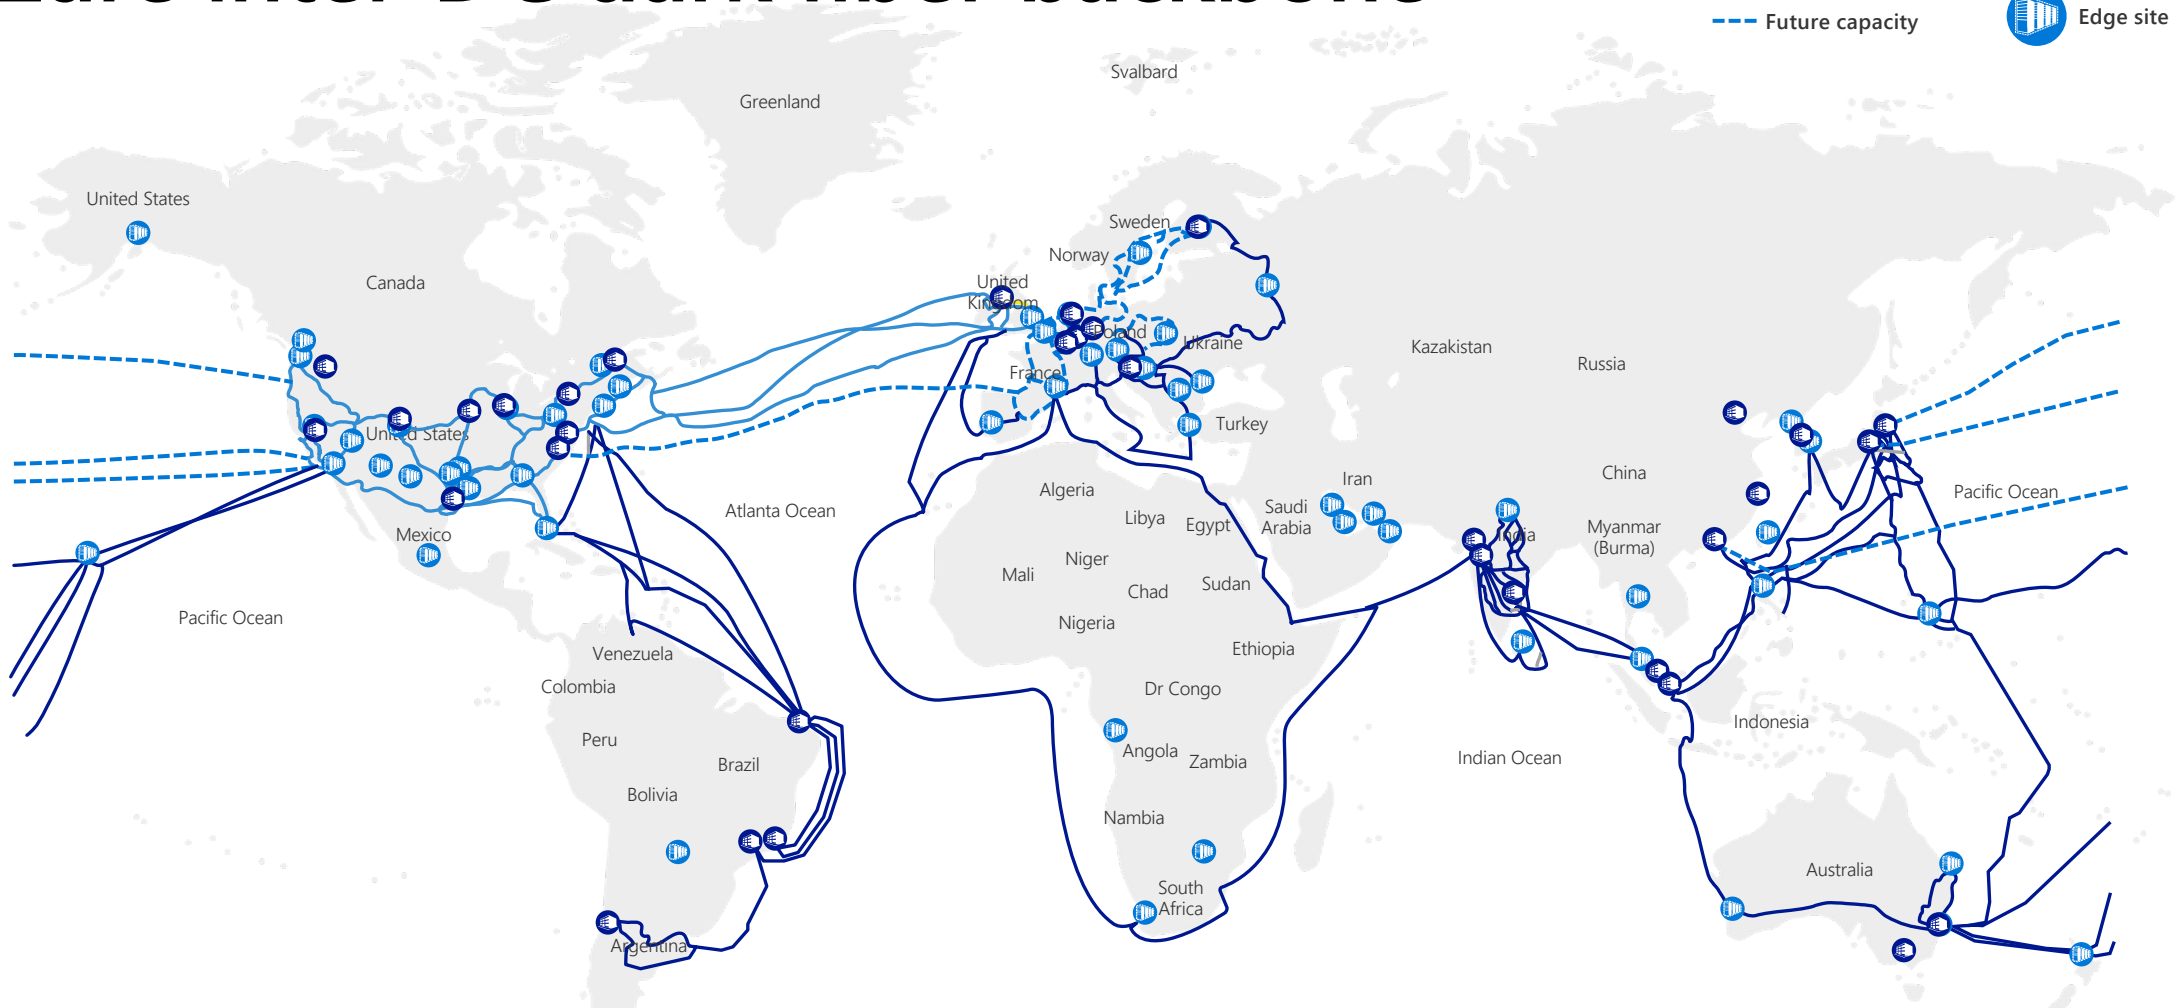 Future capacity
Edge site
Svalbard
Greenland
United States
Sweden
Norway
Canada
United
Kingdom
Poland
Ukraine
Kazakistan
Russia
France
Turkey
United States
China
Iran
Algeria
Pacific Ocean
Saudi
Arabia
Atlanta Ocean
Libya
Egypt
Myanmar
(Burma)
India
Mexico
Niger
Mali
Chad
Sudan
Pacific Ocean
Nigeria
Ethiopia
Venezuela
Colombia
Dr Congo
Indonesia
Peru
Angola
Zambia
Indian Ocean
Brazil
Bolivia
Nambia
Australia
South
Africa
Argentina